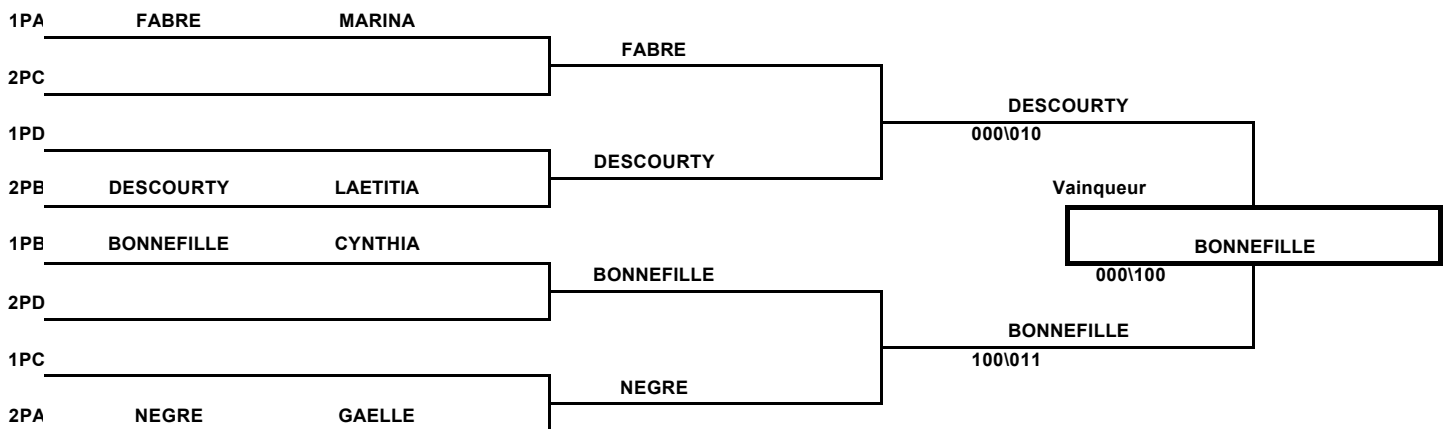 1PA FABRE MARINA
FABRE
2PC
DESCOURTY
1PD
000\010
DESCOURTY
2PB DESCOURTY LAETITIA
Vainqueur
1PB BONNEFILLE CYNTHIA
BONNEFILLE
BONNEFILLE
000\100
2PD
BONNEFILLE
1PC
100\011
NEGRE
2PA NEGRE GAELLE